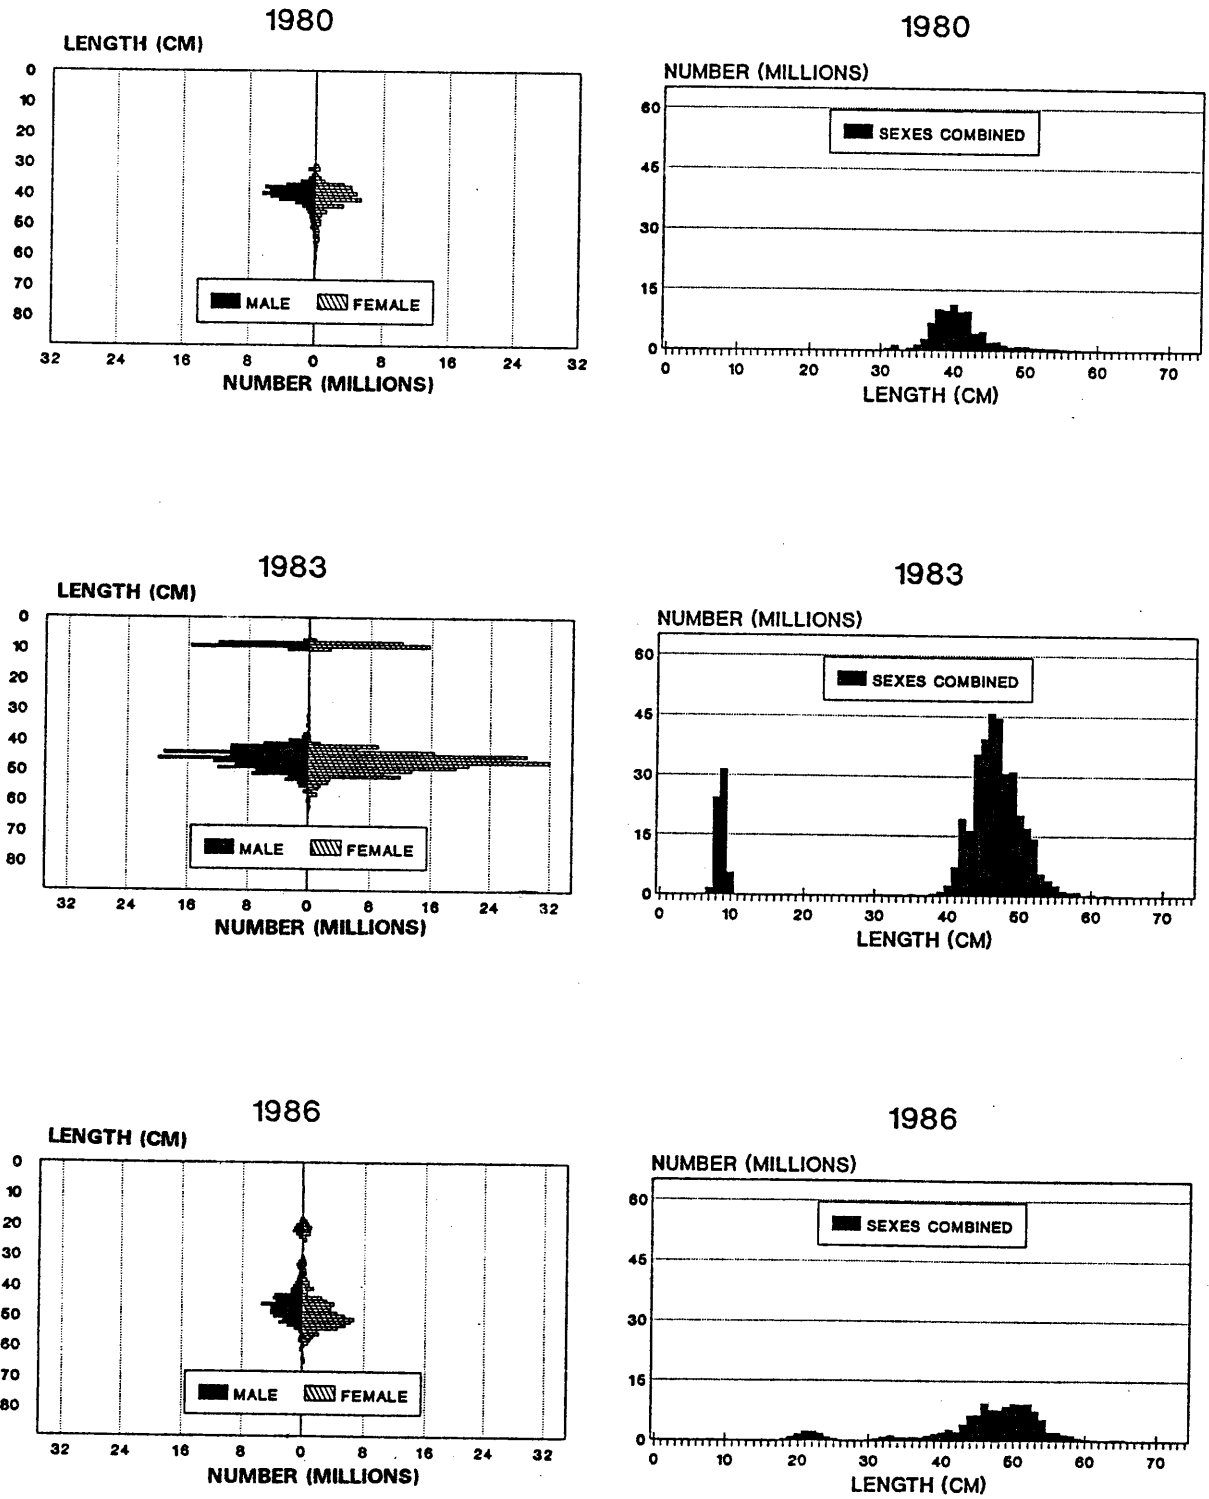 1980
LENGTH (CM)
0
10
20
30
40
50
60
70
80
MALE FEMALE
32 24 16 8 0 8 16 24 32
NUMBER (MILLIONS)
1980
NUMBER (MILLIONS)
60
SEXES COMBINED
45
30
15
0
0 10 20 30 40 50 60 70
LENGTH (CM)
1983
LENGTH (CM)
0
10
20
30
40
50
60
70
80
MALE FEMALE
32 24 16 8 0 8 16 24 32
NUMBER (MILLIONS)
1983
NUMBER (MILLIONS)
60
SEXES COMBINED
45
30
15
0
0 10 20 30 40 50 60 70
LENGTH (CM)
1986
LENGTH (CM)
0
10
20
30
40
50
60
70
80
MALE FEMALE
32 24 16 8 0 8 16 24 32
NUMBER (MILLIONS)
1986
NUMBER (MILLIONS)
60
SEXES COMBINED
45
30
15
0
0 10 20 30 40 50 60 70
LENGTH (CM)